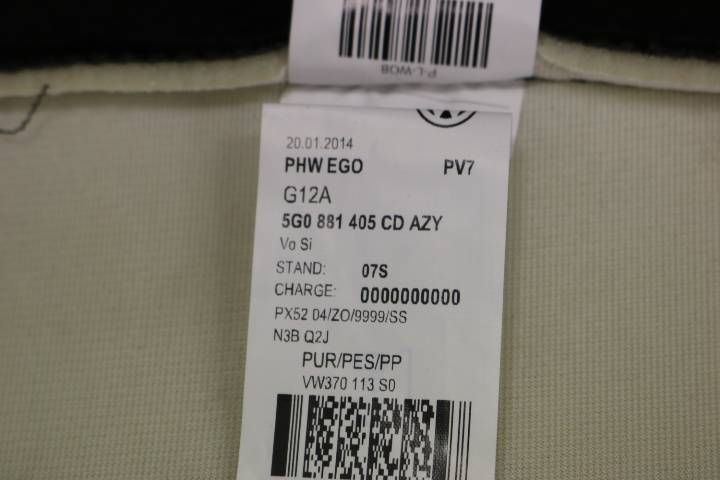 P-L-WOB
20.01.2014
PHW EGO PV7
G12A
5G0 881 405 CD AZY
Vo Si
STAND: 07S
CHARGE: 0000000000
PX52 04/ZO/9999/SS
N3B Q2J
PUR/PES/PP
VW370 113 S0